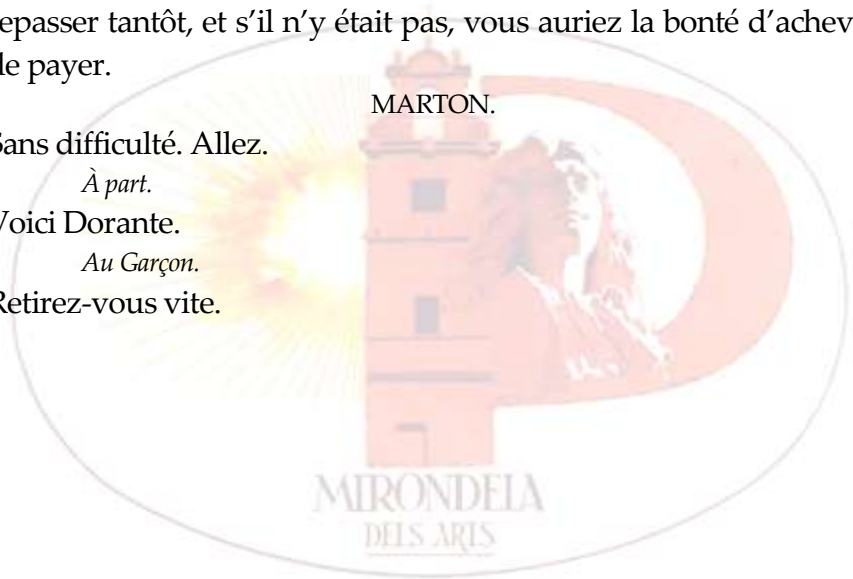 epasser tantôt, et s’il n’y était pas, vous auriez la bonté d’achev
le payer.
MARTON.
Sans difficulté. Allez.
À part.
Voici Dorante.
Au Garçon.
Retirez-vous vite.
MIRONDELA
DELS ARTS